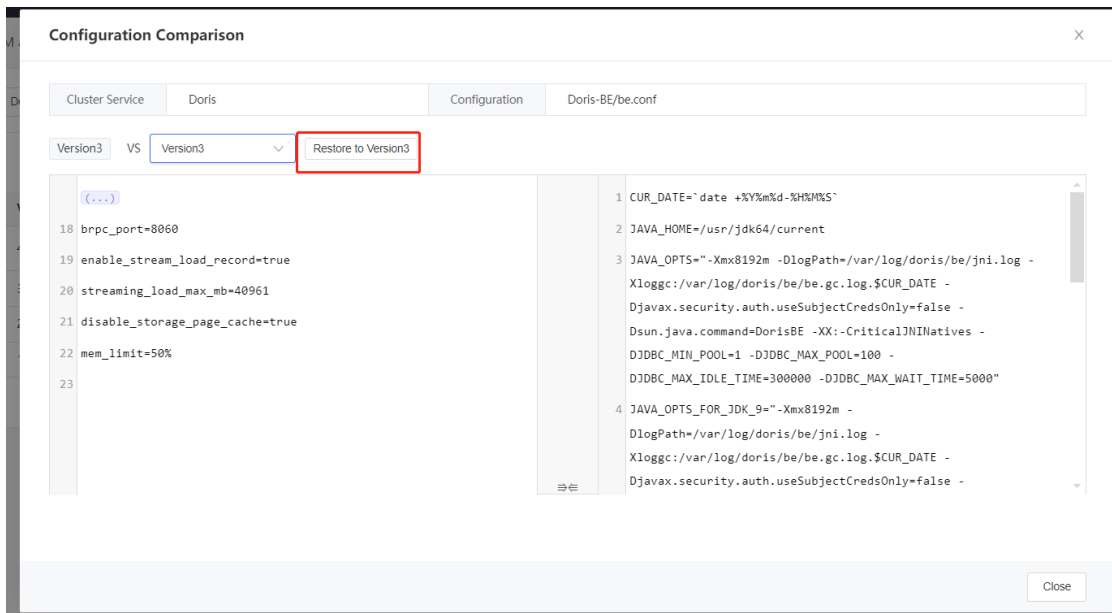 Configuration Comparison
Cluster Service Doris Configuration Doris-BE/be.conf
Version3 VS Version3 Restore to Version3
(...)
18 brpc_port=8060
19 enable_stream_load_record=true
20 streaming_load_max_mb=40961
21 disable_storage_page_cache=true
22 mem_limit=50%
23
1 CUR_DATE=`date +%Y%m%d-%H%M%S`
2 JAVA_HOME=/usr/jdk64/current
3 JAVA_OPTS="-Xmx8192m -DlogPath=/var/log/doris/be/jni.log -
Xloggc:/var/log/doris/be/be.gc.log.$CUR_DATE -
Djavax.security.auth.useSubjectCredsOnly=false -
Dsun.java.command=DorisBE -XX:-CriticalJNINatives -
DJDBC_MIN_POOL=1 -DJDBC_MAX_POOL=100 -
DJDBC_MAX_IDLE_TIME=300000 -DJDBC_MAX_WAIT_TIME=5000"
4 JAVA_OPTS_FOR_JDK_9="-Xmx8192m -
DlogPath=/var/log/doris/be/jni.log -
Xloggc:/var/log/doris/be/be.gc.log.$CUR_DATE -
Djavax.security.auth.useSubjectCredsOnly=false -
Close